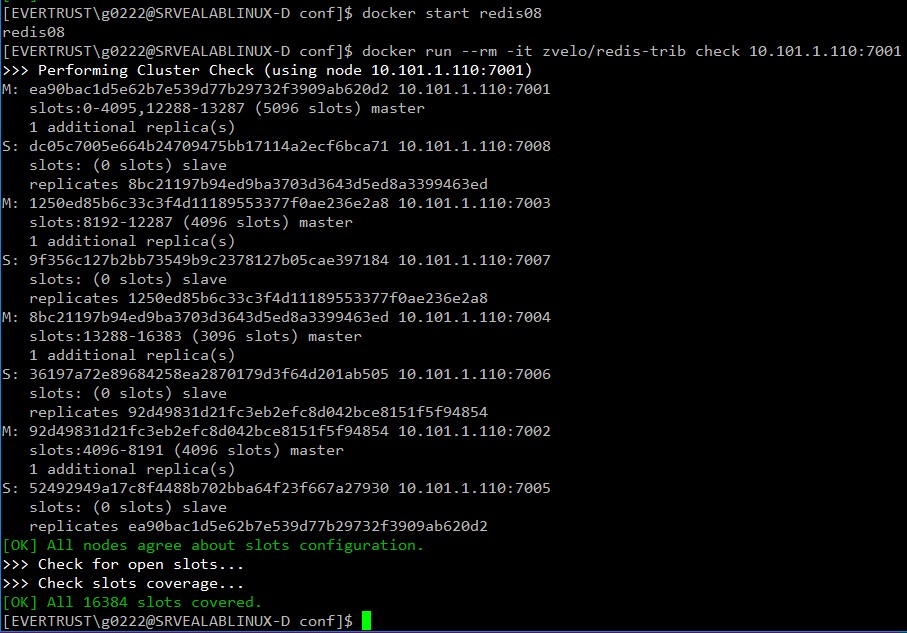 [EVERTRUST\g0222@SRVEALABLINUX-D conf]$ docker start redis08
redis08
[EVERTRUST\g0222@SRVEALABLINUX-D conf]$ docker run --rm -it zvelo/redis-trib check 10.101.1.110:7001
>>> Performing Cluster Check (using node 10.101.1.110:7001)
M: ea90bac1d5e62b7e539d77b29732f3909ab620d2 10.101.1.110:7001
   slots:0-4095,12288-13287 (5096 slots) master
   1 additional replica(s)
S: dc05c7005e664b24709475bb17114a2ecf6bca71 10.101.1.110:7008
   slots: (0 slots) slave
   replicates 8bc21197b94ed9ba3703d3643d5ed8a3399463ed
M: 1250ed85b6c33c3f4d11189553377f0ae236e2a8 10.101.1.110:7003
   slots:8192-12287 (4096 slots) master
   1 additional replica(s)
S: 9f356c127b2bb73549b9c2378127b05cae397184 10.101.1.110:7007
   slots: (0 slots) slave
   replicates 1250ed85b6c33c3f4d11189553377f0ae236e2a8
M: 8bc21197b94ed9ba3703d3643d5ed8a3399463ed 10.101.1.110:7004
   slots:13288-16383 (3096 slots) master
   1 additional replica(s)
S: 36197a72e89684258ea2870179d3f64d201ab505 10.101.1.110:7006
   slots: (0 slots) slave
   replicates 92d49831d21fc3eb2efc8d042bce8151f5f94854
M: 92d49831d21fc3eb2efc8d042bce8151f5f94854 10.101.1.110:7002
   slots:4096-8191 (4096 slots) master
   1 additional replica(s)
S: 52492949a17c8f4488b702bba64f23f667a27930 10.101.1.110:7005
   slots: (0 slots) slave
   replicates ea90bac1d5e62b7e539d77b29732f3909ab620d2
[OK] All nodes agree about slots configuration.
>>> Check for open slots...
>>> Check slots coverage...
[OK] All 16384 slots covered.
[EVERTRUST\g0222@SRVEALABLINUX-D conf]$